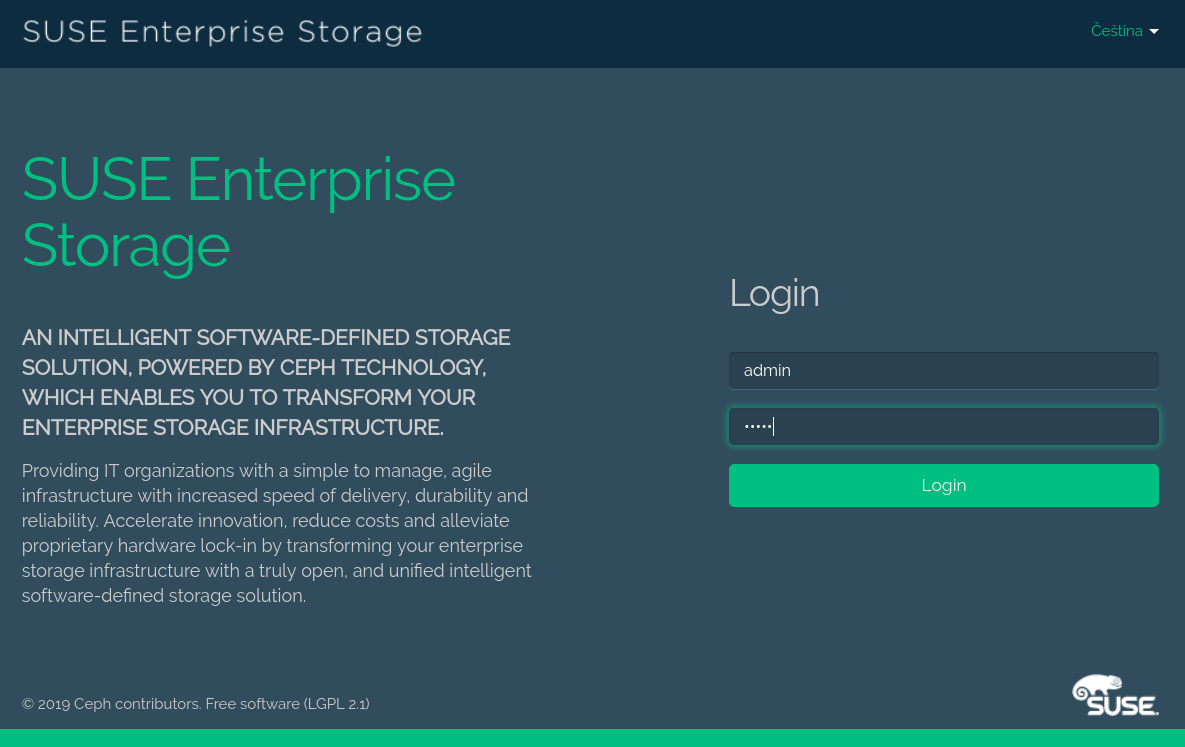 SUSE Enterprise Storage
Čeština
SUSE Enterprise
Storage
AN INTELLIGENT SOFTWARE-DEFINED STORAGE
SOLUTION, POWERED BY CEPH TECHNOLOGY,
WHICH ENABLES YOU TO TRANSFORM YOUR
ENTERPRISE STORAGE INFRASTRUCTURE.
Providing IT organizations with a simple to manage, agile
infrastructure with increased speed of delivery, durability and
reliability. Accelerate innovation, reduce costs and alleviate
proprietary hardware lock-in by transforming your enterprise
storage infrastructure with a truly open, and unified intelligent
software-defined storage solution.
Login
admin
•••••
Login
© 2019 Ceph contributors. Free software (LGPL 2.1)
SUSE.